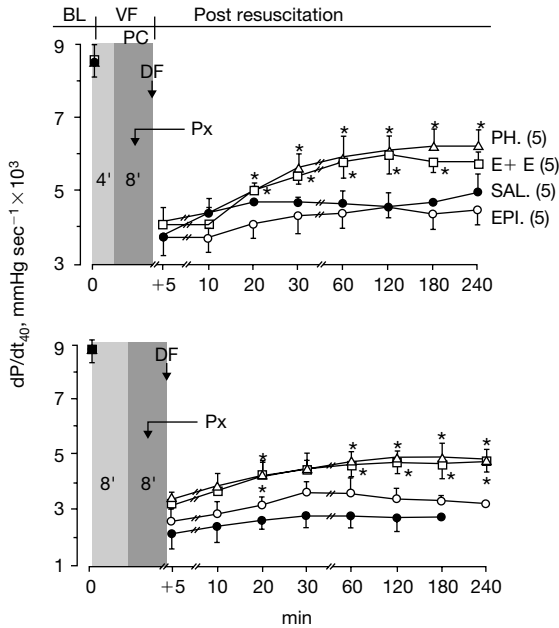 BL VF Post resuscitation
PC
DF
Px
4' 8'
9
7
5
3
* * * * * *
* * * * *
PH. (5)
E+ E (5)
SAL. (5)
EPI. (5)
0 +5 10 20 30 60 120 180 240
dP/dt40, mmHg sec−1 × 103
9
7
5
3
1
DF
Px
8' 8'
* * * * *
* * * * *
0 +5 10 20 30 60 120 180 240
min